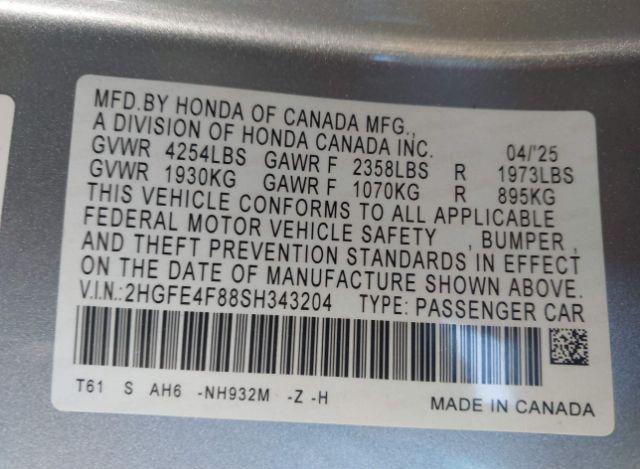 MFD.BY HONDA OF CANADA MFG.,
A DIVISION OF HONDA CANADA INC. 04/'25
GVWR 4254LBS GAWR F 2358LBS R 1973LBS
GVWR 1930KG GAWR F 1070KG R 895KG
THIS VEHICLE CONFORMS TO ALL APPLICABLE
FEDERAL MOTOR VEHICLE SAFETY , BUMPER ,
AND THEFT PREVENTION STANDARDS IN EFFECT
ON THE DATE OF MANUFACTURE SHOWN ABOVE.
V.I.N.:2HGFE4F88SH343204 TYPE: PASSENGER CAR
T61 S AH6 -NH932M -Z -H
MADE IN CANADA